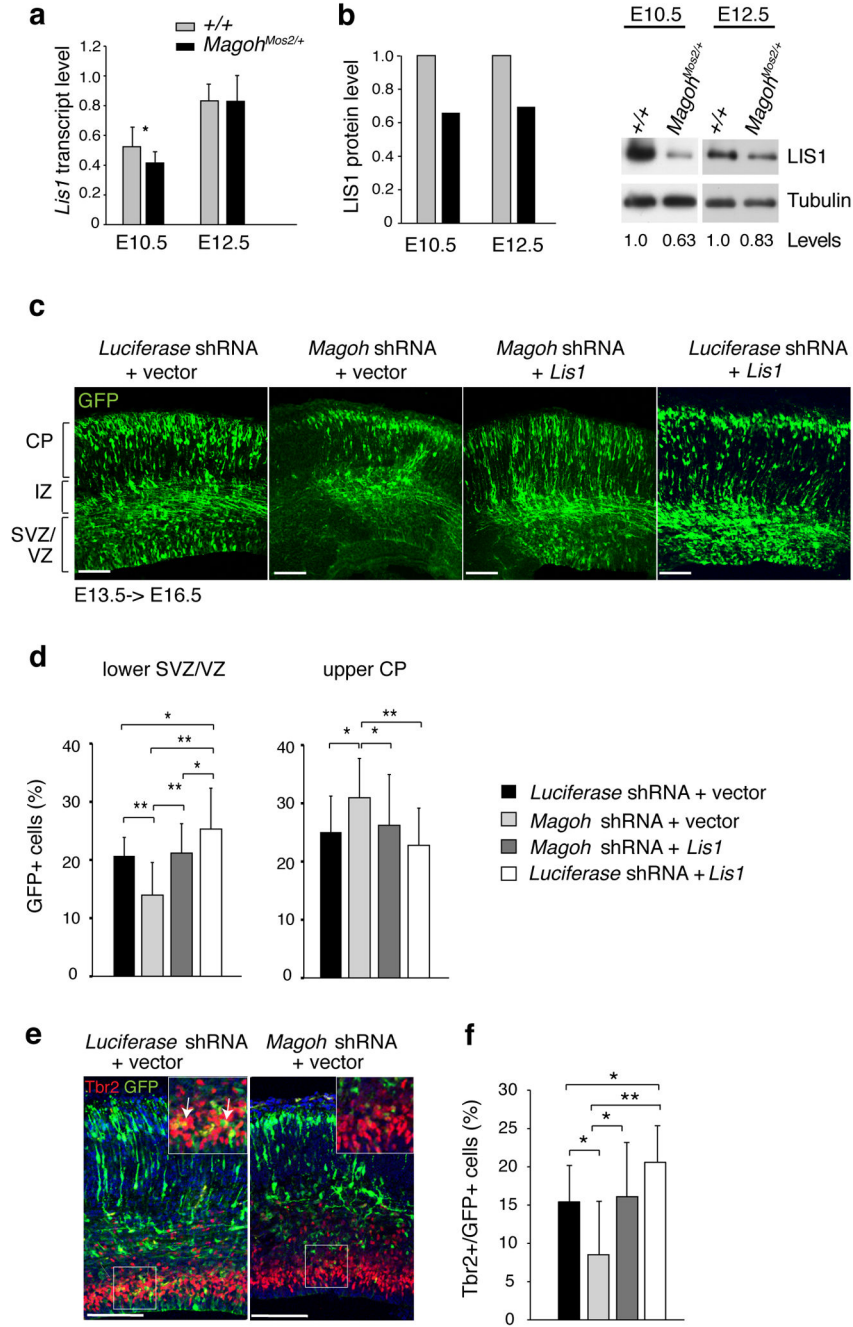 a
+/+
Magoh^Mos2/+
Lis1 transcript level
1.2
1.0
0.8
0.6
0.4
0.2
0
*
E10.5
E12.5
b
LIS1 protein level
1.0
0.8
0.6
0.4
0.2
0
E10.5
E12.5
E10.5 E12.5
+/+ Magoh^Mos2/+ +/+ Magoh^Mos2/+
LIS1
Tubulin
1.0 0.63 1.0 0.83 Levels
c
Luciferase shRNA
+ vector
Magoh shRNA
+ vector
Magoh shRNA
+ Lis1
Luciferase shRNA
+ Lis1
GFP
CP
IZ
SVZ/
VZ
E13.5-> E16.5
d
lower SVZ/VZ
GFP+ cells (%)
40
30
20
10
0
*
**
*
**
**
upper CP
40
30
20
10
0
**
*
*
Luciferase shRNA + vector
Magoh shRNA + vector
Magoh shRNA + Lis1
Luciferase shRNA + Lis1
e
Luciferase shRNA
+ vector
Magoh shRNA
+ vector
Tbr2 GFP
f
Tbr2+/GFP+ cells (%)
30
25
20
15
10
5
0
*
**
*
*